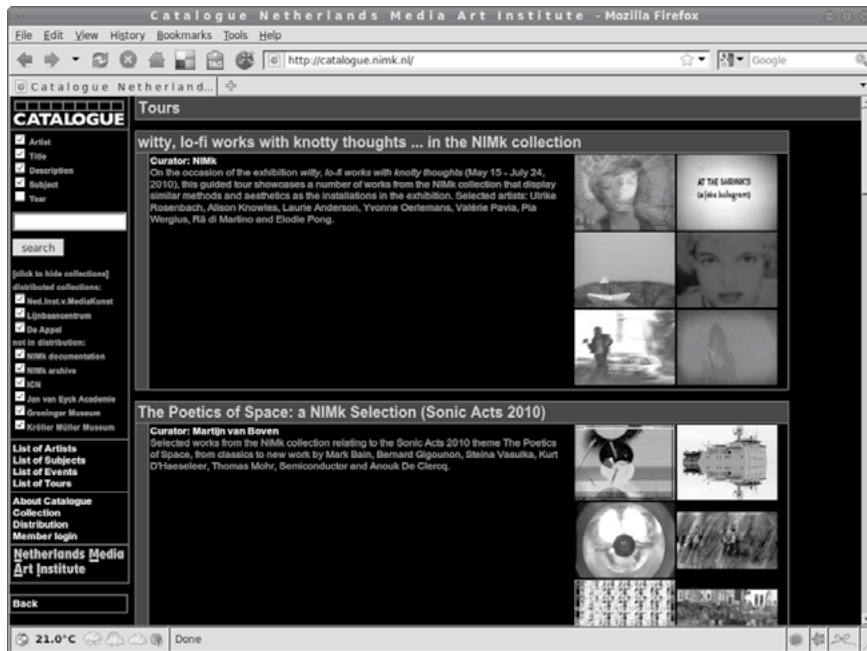 Catalogue Netherlands Media Art Institute - Mozilla Firefox
File Edit View History Bookmarks Tools Help
http://catalogue.nimk.nl/
Google
Catalogue Netherland...
CATALOGUE
Artist
Title
Description
Subject
Year
search
[click to hide collections]
distributed collections:
Ned.Inst.v.MediaKunst
Lijnbaancentrum
De Appel
not in distribution:
NIMk documentation
NIMk archive
ICN
Jan van Eyck Academie
Groninger Museum
Kröller Müller Museum
List of Artists
List of Subjects
List of Events
List of Tours
About Catalogue
Collection
Distribution
Member login
Netherlands Media
Art Institute
Back
Tours
witty, lo-fi works with knotty thoughts ... in the NIMk collection
Curator: NIMk
On the occasion of the exhibition witty, lo-fi works with knotty thoughts (May 15 - July 24,
2010), this guided tour showcases a number of works from the NIMk collection that display
similar methods and aesthetics as the installations in the exhibition. Selected artists: Ulrike
Rosenbach, Alison Knowles, Laurie Anderson, Yvonne Oerlemans, Valérie Pavia, Pia
Wergius, Rä di Martino and Elodie Pong.
AT THE SHRINK'S
The Poetics of Space: a NIMk Selection (Sonic Acts 2010)
Curator: Martijn van Boven
Selected works from the NIMk collection relating to the Sonic Acts 2010 theme The Poetics
of Space, from classics to new work by Mark Bain, Bernard Gigounon, Steina Vasulka, Kurt
D'Haeseleer, Thomas Mohr, Semiconductor and Anouk De Clercq.
21.0°C
Done